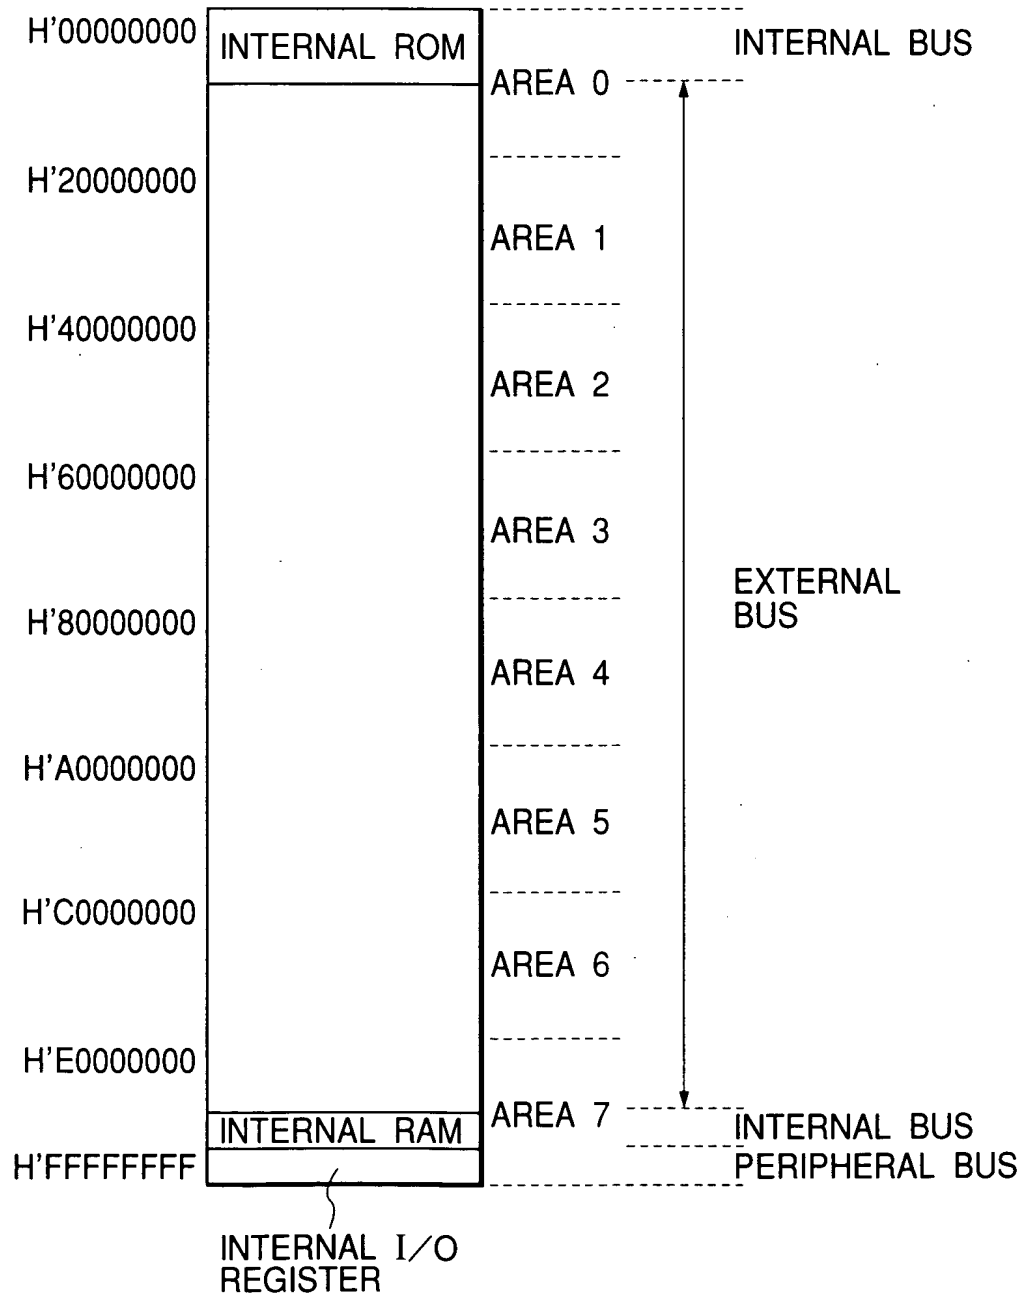 H'00000000
INTERNAL ROM
INTERNAL BUS
AREA 0
H'20000000
AREA 1
H'40000000
AREA 2
H'60000000
AREA 3
EXTERNAL
BUS
H'80000000
AREA 4
H'A0000000
AREA 5
H'C0000000
AREA 6
H'E0000000
AREA 7
INTERNAL RAM
INTERNAL BUS
H'FFFFFFFF
PERIPHERAL BUS
INTERNAL I/O
REGISTER